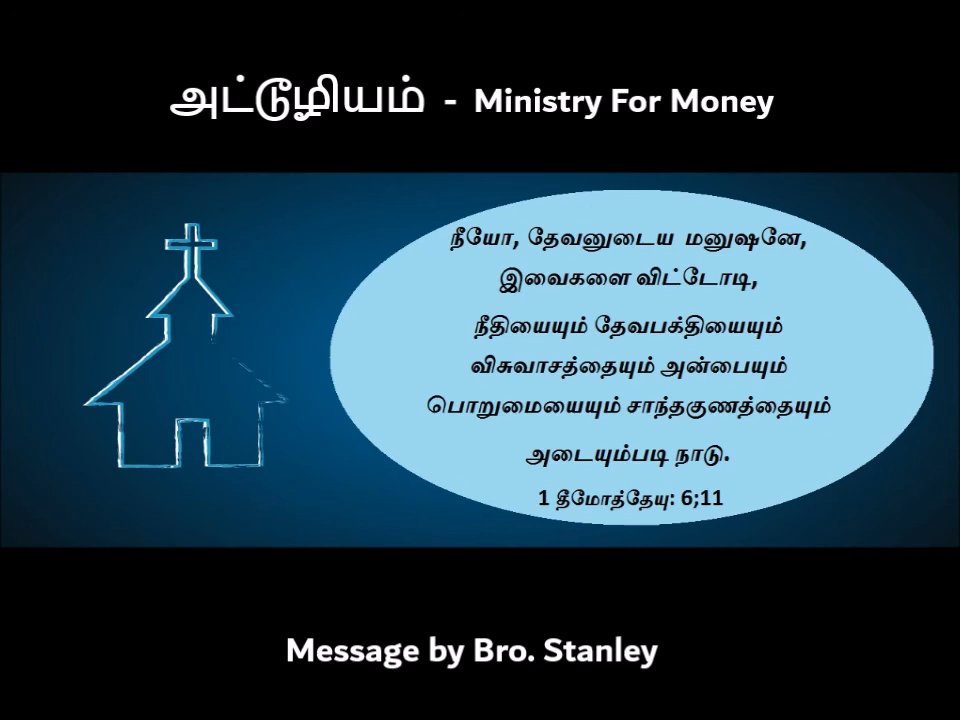 அட்டூழியம் - Ministry For Money
நீயோ, தேவனுடைய மனுஷனே,
இவைகளை விட்டோடி,
நீதியையும் தேவபக்தியையும்
விசுவாசத்தையும் அன்பையும்
பொறுமையையும் சாந்தகுணத்தையும்
அடையும்படி நாடு.
1 தீமோத்தேயு: 6;11
Message by Bro. Stanley